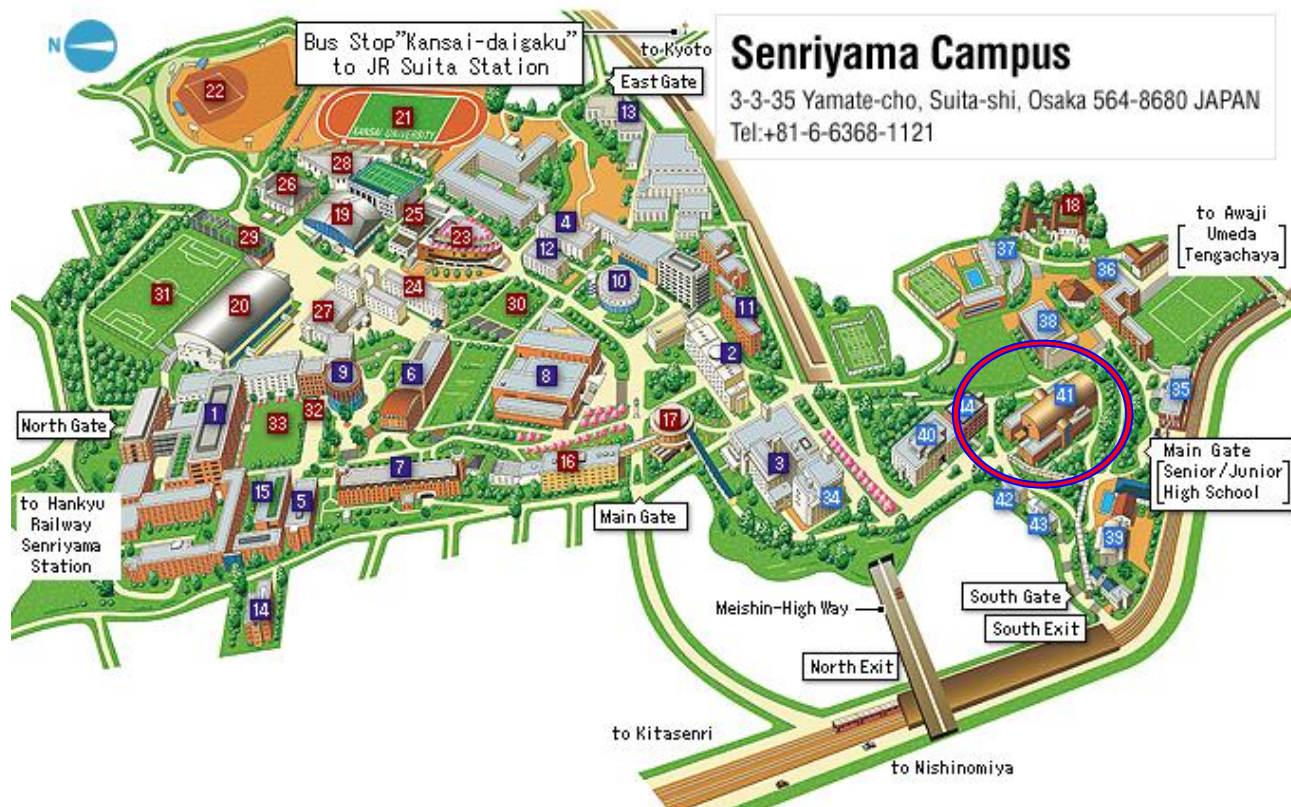 N
Bus Stop"Kansai-daigaku"
to JR Suita Station
to Kyoto
East Gate
Senriyama Campus
3-3-35 Yamate-cho, Suita-shi, Osaka 564-8680 JAPAN
Tel:+81-6-6368-1121
22
21
KANSAI UNIVERSITY
13
28
26
19
25
23
4
12
29
10
18
37
36
to Awaji
Umeda
Tengachaya
31
20
27
24
30
11
38
2
9
6
8
35
41
1
33
32
17
44
40
North Gate
7
16
3
34
Main Gate
Senior/Junior
High School
15
5
Main Gate
42
43
39
to Hankyu
Railway
Senriyama
Station
14
Meishin-High Way
South Gate
South Exit
North Exit
to Kitasenri
to Nishinomiya